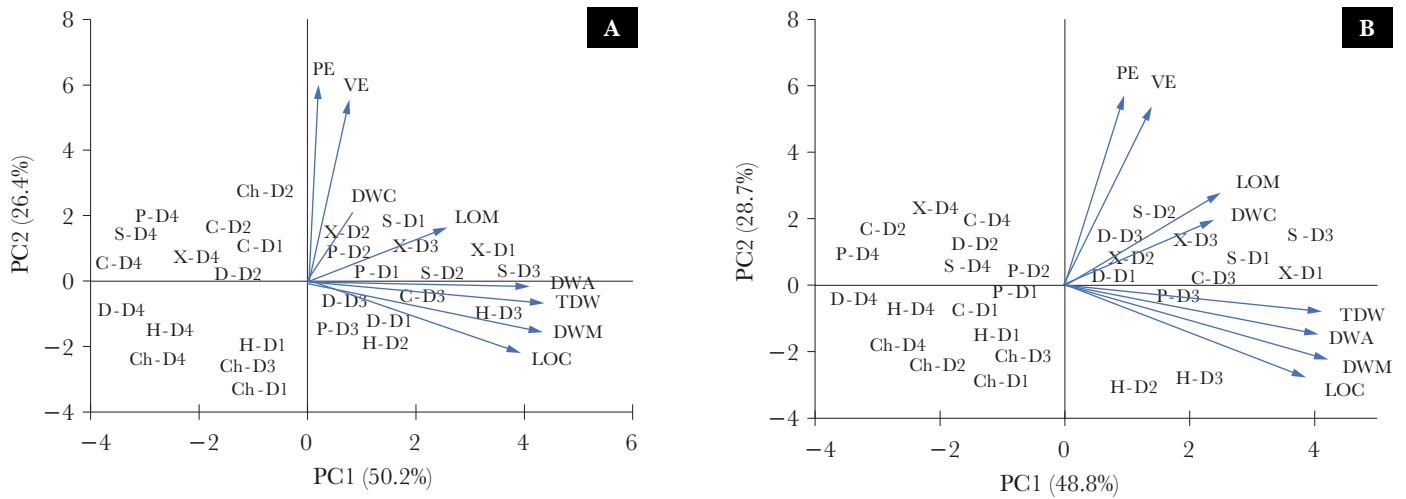 A
8
6
4
2
0
−2
−4
PC2 (26.4%)
PE
VE
DWC
Ch-D2
P-D4
C-D2
S-D4
X-D2
S-D1
LOM
C-D1
X-D3
X-D4
P-D2
X-D1
C-D4
D-D2
P-D1
S-D2
S-D3
DWA
D-D3
C-D3
TDW
D-D4
H-D3
D-D1
H-D4
P-D3
DWM
H-D1
H-D2
Ch-D4
LOC
Ch-D3
Ch-D1
−4 −2 0 2 4 6
PC1 (50.2%)
B
8
6
4
2
0
−2
−4
PC2 (28.7%)
PE
VE
LOM
X-D4
S-D2
DWC
C-D4
C-D2
D-D3
X-D3
S-D3
D-D2
P-D4
X-D2
S-D1
S-D4
P-D2
D-D1
C-D3
X-D1
P-D1
P-D3
D-D4
H-D4
C-D1
TDW
H-D1
DWA
Ch-D4
Ch-D3
Ch-D2
DWM
Ch-D1
H-D2
H-D3
LOC
−4 −2 0 2 4
PC1 (48.8%)